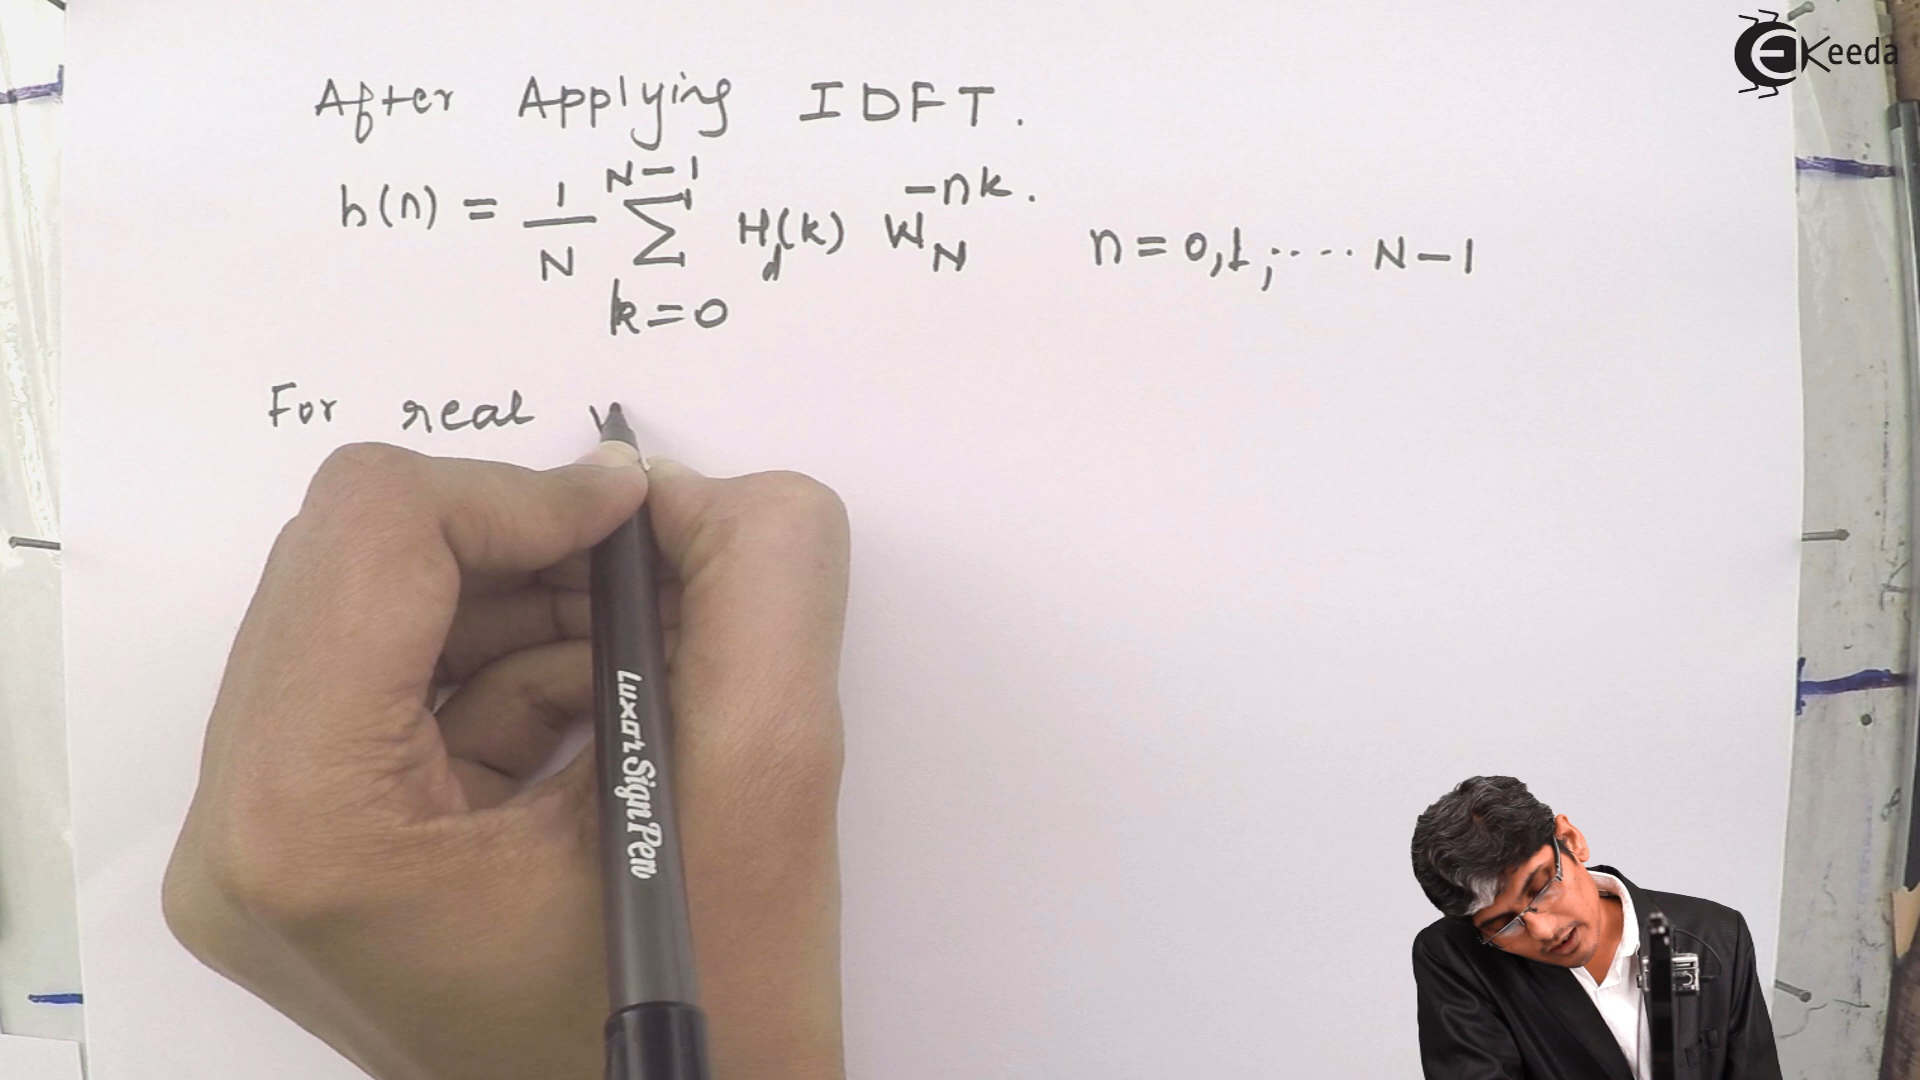 EKeeda
After Applying IDFT.
h(n) = 1/N Σ_{k=0}^{N-1} H_d(k) W_N^{-nk}. n=0,1,.... N-1
For real
Luxor Sign Pen